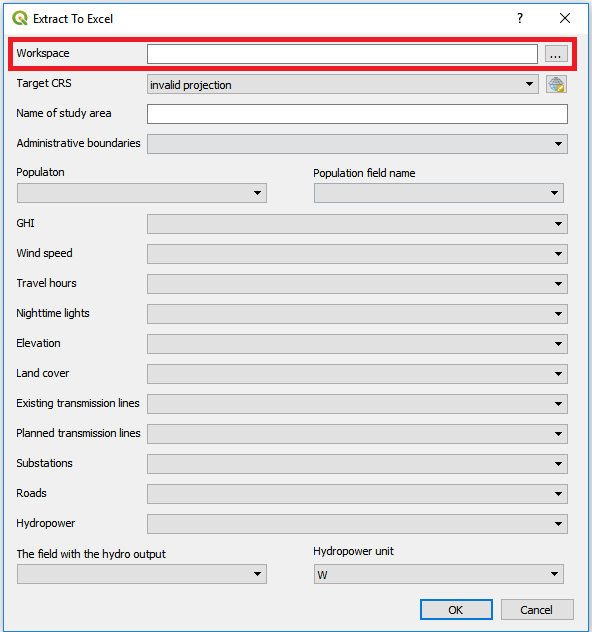 Extract To Excel ?
Workspace ...
Target CRS invalid projection
Name of study area
Administrative boundaries
Populaton Population field name
GHI
Wind speed
Travel hours
Nighttime lights
Elevation
Land cover
Existing transmission lines
Planned transmission lines
Substations
Roads
Hydropower
The field with the hydro output Hydropower unit
W
OK Cancel